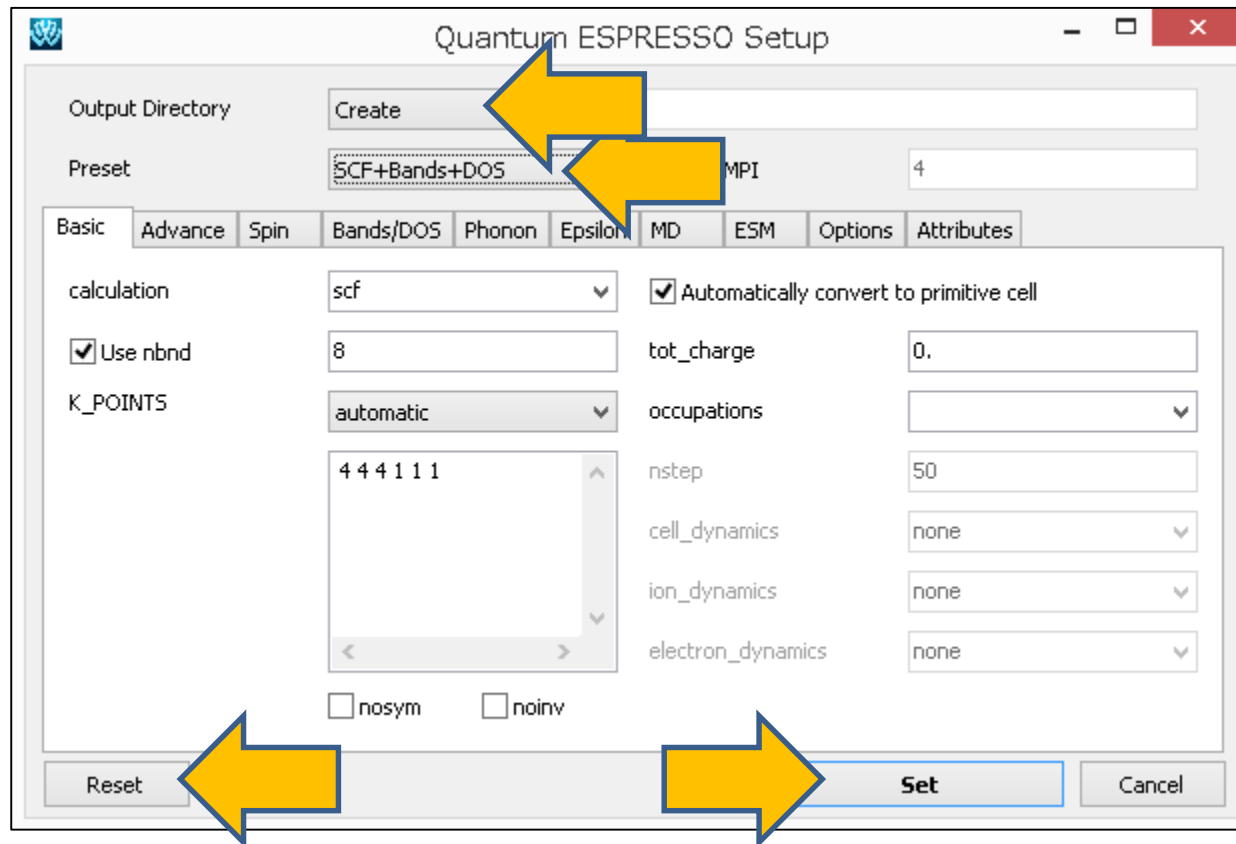 Quantum ESPRESSO Setup
Output Directory Create
Preset SCF+Bands+DOS MPI 4
Basic Advance Spin Bands/DOS Phonon Epsilon MD ESM Options Attributes
calculation scf Automatically convert to primitive cell
Use nbnd 8 tot_charge 0.
K_POINTS automatic occupations
4 4 4 1 1 1 nstep 50
cell_dynamics none
ion_dynamics none
electron_dynamics none
nosym noinv
Reset Set Cancel